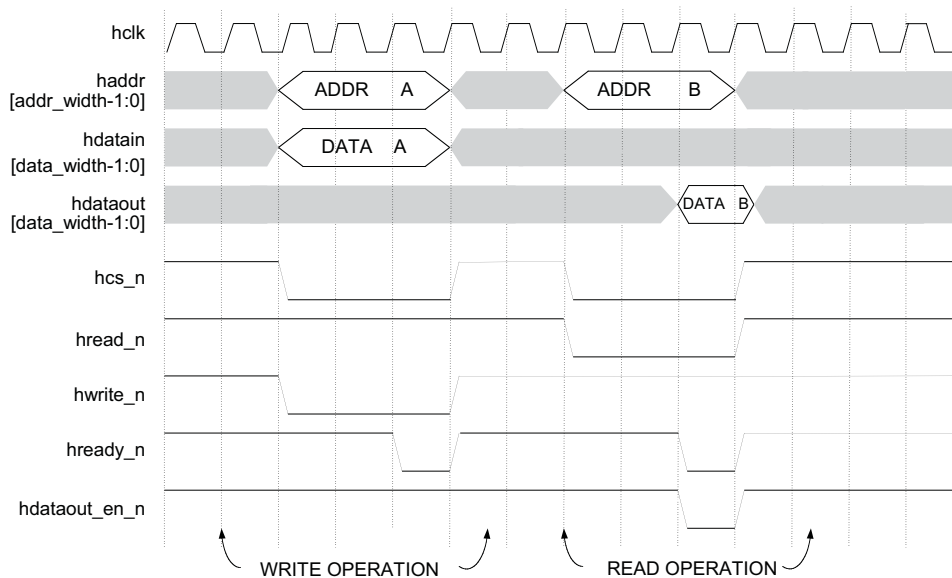 hclk
haddr
[addr_width-1:0]
ADDR A
ADDR B
hdatain
[data_width-1:0]
DATA A
hdataout
[data_width-1:0]
DATA B
hcs_n
hread_n
hwrite_n
hready_n
hdataout_en_n
WRITE OPERATION
READ OPERATION